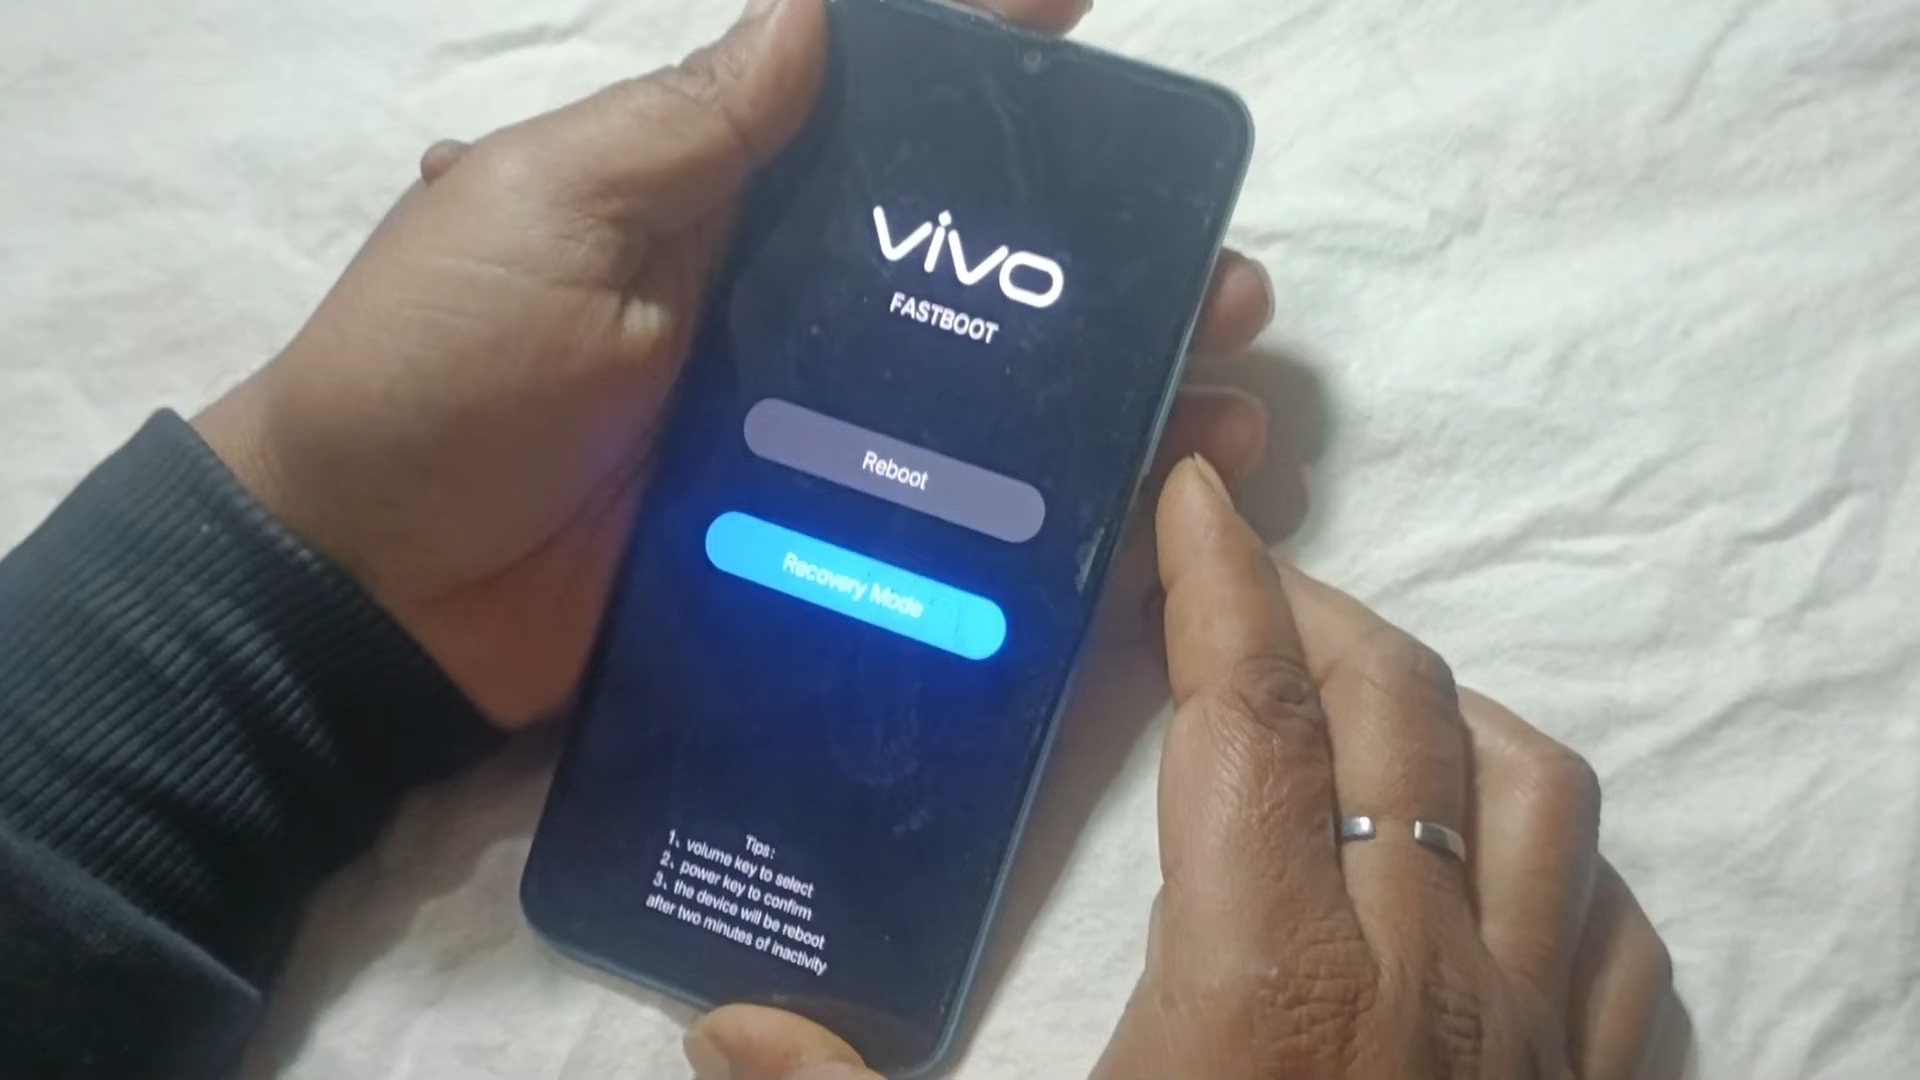 vivo
FASTBOOT
Reboot
Recovery Mode
Tips:
1、volume key to select
2、power key to confirm
3、the device will be reboot
after two minutes of inactivity